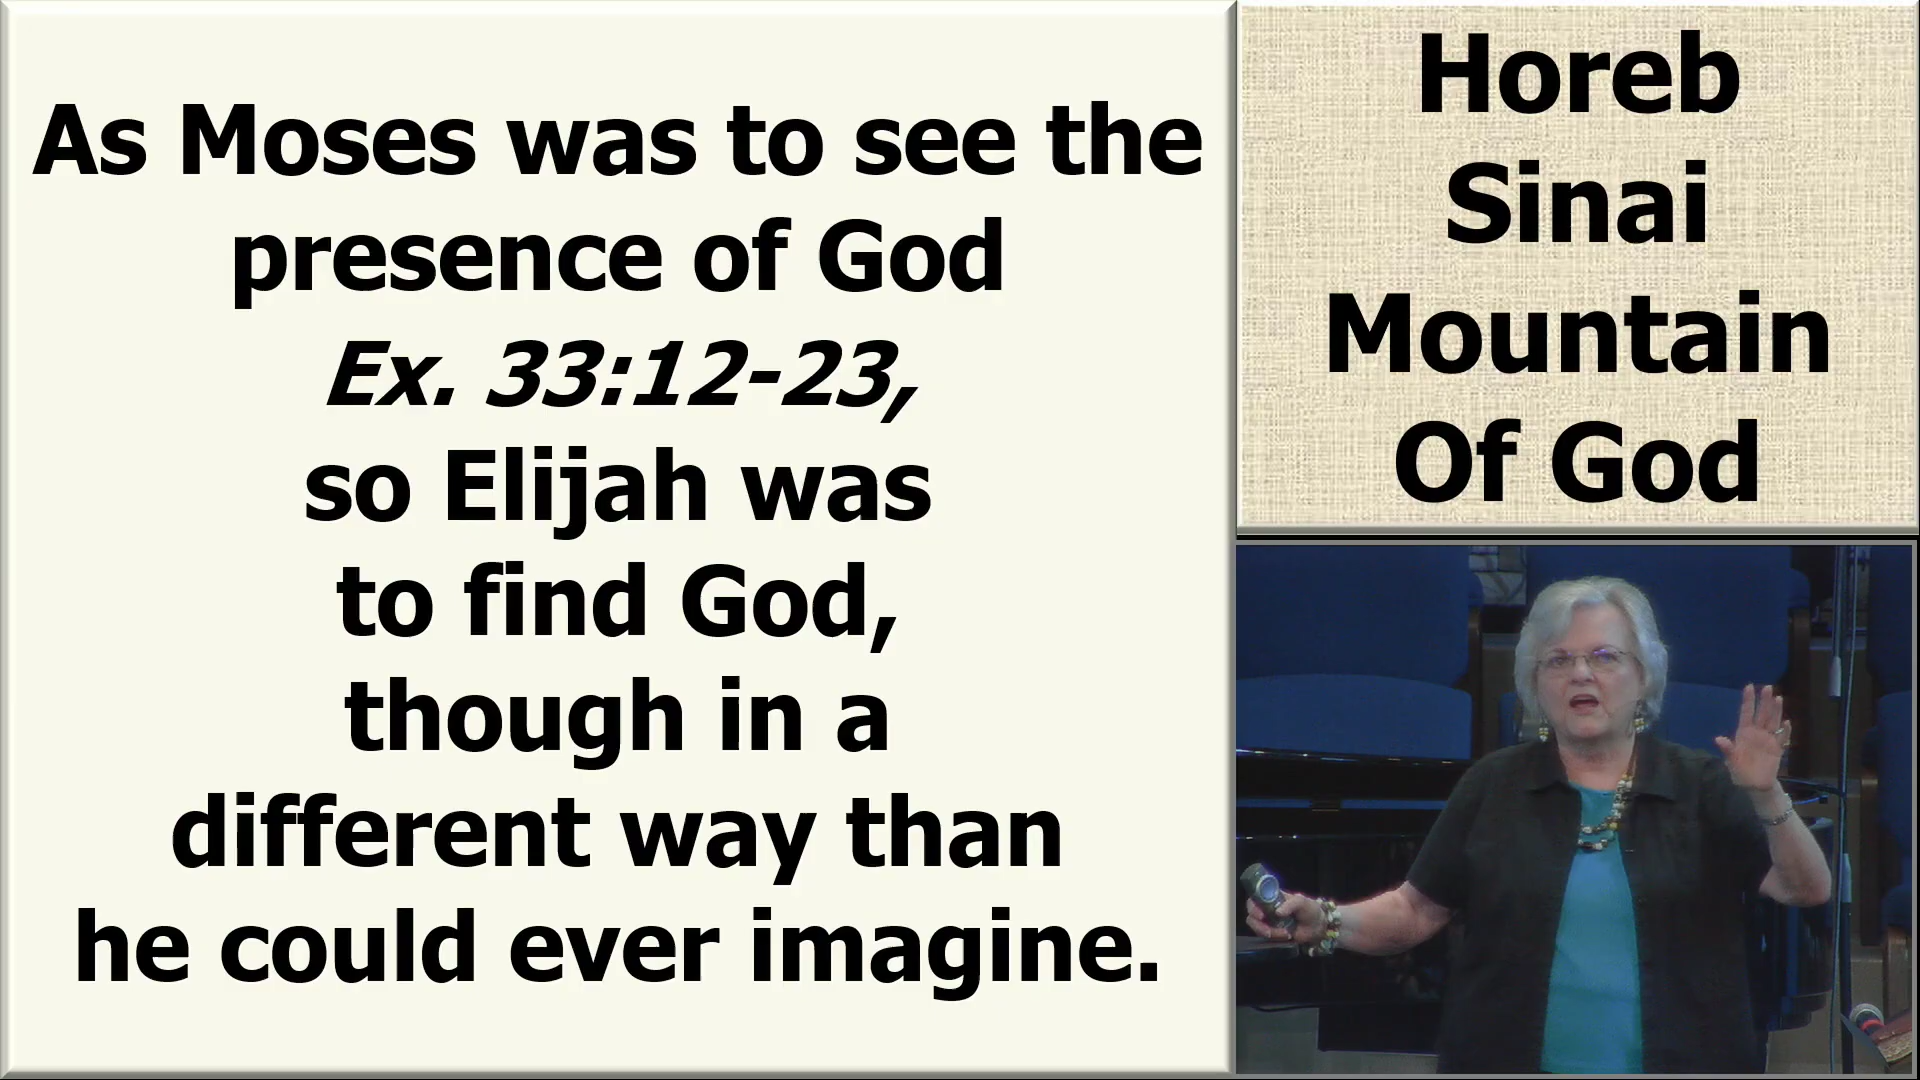 As Moses was to see the
presence of God
Ex. 33:12-23,
so Elijah was
to find God,
though in a
different way than
he could ever imagine.
Horeb
Sinai
Mountain
Of God